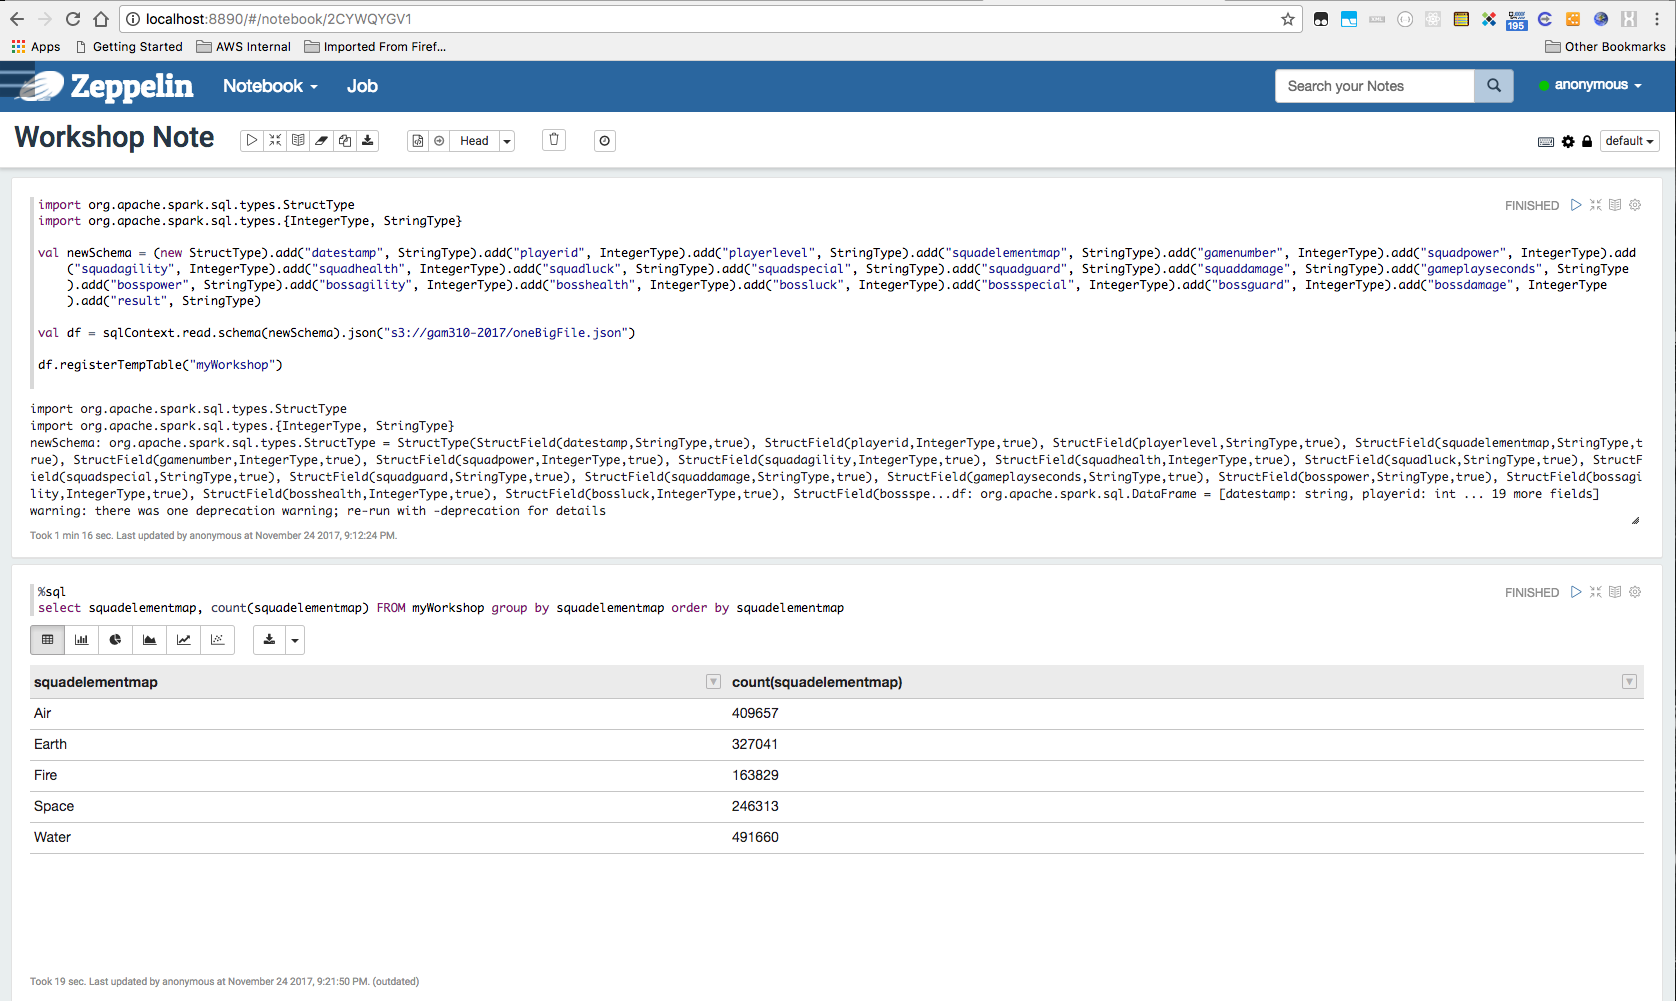 localhost:8890/#/notebook/2CYWQYGV1
195
Apps Getting Started AWS Internal Imported From Firef... Other Bookmarks
Zeppelin Notebook Job Search your Notes anonymous
Workshop Note Head default
import org.apache.spark.sql.types.StructType FINISHED
import org.apache.spark.sql.types.{IntegerType, StringType}
val newSchema = (new StructType).add("datestamp", StringType).add("playerid", IntegerType).add("playerlevel", StringType).add("squadelementmap", StringType).add("gamenumber", IntegerType).add("squadpower", IntegerType).add
("squadagility", IntegerType).add("squadhealth", IntegerType).add("squadluck", StringType).add("squadspecial", StringType).add("squadguard", StringType).add("squaddamage", StringType).add("gameplayseconds", StringType
).add("bosspower", StringType).add("bossagility", IntegerType).add("bosshealth", IntegerType).add("bossluck", IntegerType).add("bossspecial", IntegerType).add("bossguard", IntegerType).add("bossdamage", IntegerType
).add("result", StringType)
val df = sqlContext.read.schema(newSchema).json("s3://gam310-2017/oneBigFile.json")
df.registerTempTable("myWorkshop")
import org.apache.spark.sql.types.StructType
import org.apache.spark.sql.types.{IntegerType, StringType}
newSchema: org.apache.spark.sql.types.StructType = StructType(StructField(datestamp,StringType,true), StructField(playerid,IntegerType,true), StructField(playerlevel,StringType,true), StructField(squadelementmap,StringType,t
rue), StructField(gamenumber,IntegerType,true), StructField(squadpower,IntegerType,true), StructField(squadagility,IntegerType,true), StructField(squadhealth,IntegerType,true), StructField(squadluck,StringType,true), StructF
ield(squadspecial,StringType,true), StructField(squadguard,StringType,true), StructField(squaddamage,StringType,true), StructField(gameplayseconds,StringType,true), StructField(bosspower,StringType,true), StructField(bossagi
lity,IntegerType,true), StructField(bosshealth,IntegerType,true), StructField(bossluck,IntegerType,true), StructField(bossspe...df: org.apache.spark.sql.DataFrame = [datestamp: string, playerid: int ... 19 more fields]
warning: there was one deprecation warning; re-run with -deprecation for details
Took 1 min 16 sec. Last updated by anonymous at November 24 2017, 9:12:24 PM.
%sql FINISHED
select squadelementmap, count(squadelementmap) FROM myWorkshop group by squadelementmap order by squadelementmap
squadelementmap count(squadelementmap)
Air 409657
Earth 327041
Fire 163829
Space 246313
Water 491660
Took 19 sec. Last updated by anonymous at November 24 2017, 9:21:50 PM. (outdated)